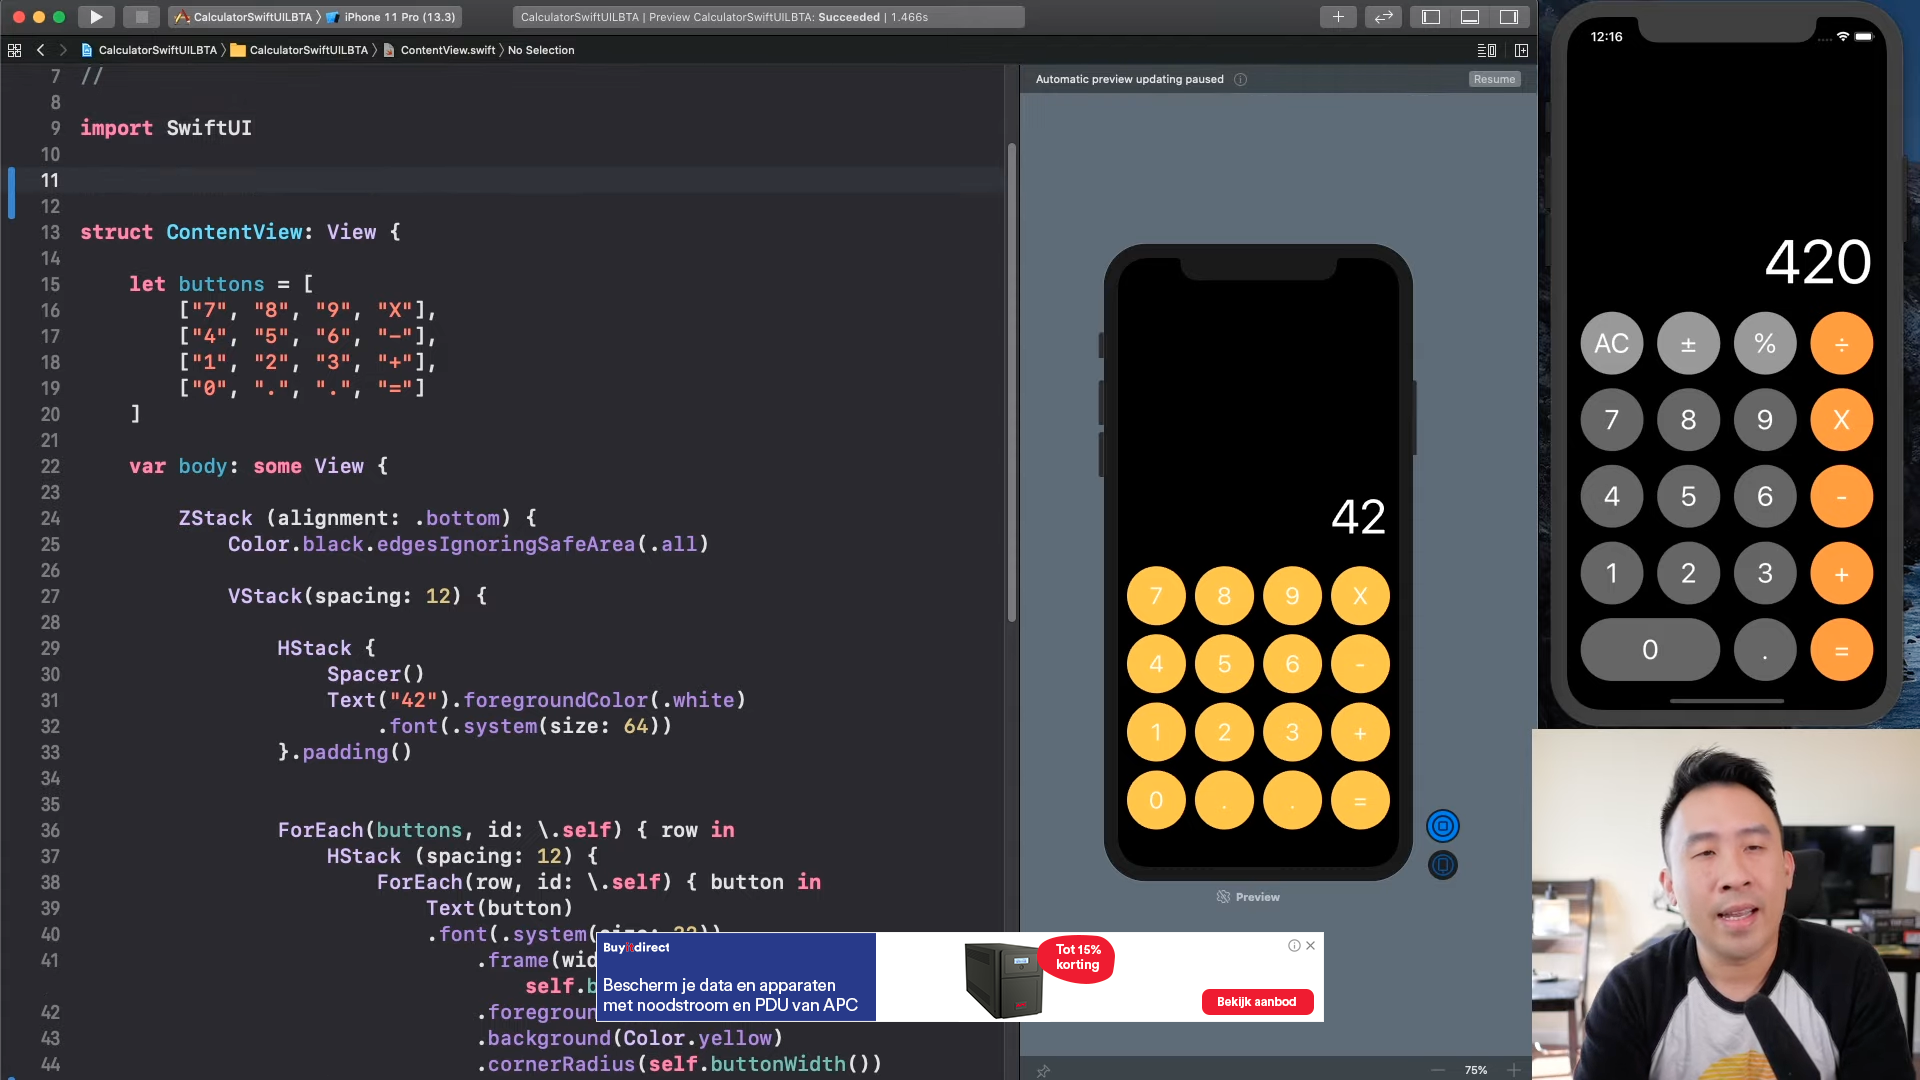 CalculatorSwiftUILBTA
iPhone 11 Pro (13.3)
CalculatorSwiftUILBTA | Preview CalculatorSwiftUILBTA: Succeeded | 1.466s
CalculatorSwiftUILBTA
CalculatorSwiftUILBTA
ContentView.swift
No Selection
7 //
8
9 import SwiftUI
10
11
12
13 struct ContentView: View {
14
15 let buttons = [
16 ["7", "8", "9", "X"],
17 ["4", "5", "6", "-"],
18 ["1", "2", "3", "+"],
19 ["0", ".", ".", "="]
20 ]
21
22 var body: some View {
23
24 ZStack (alignment: .bottom) {
25 Color.black.edgesIgnoringSafeArea(.all)
26
27 VStack(spacing: 12) {
28
29 HStack {
30 Spacer()
31 Text("42").foregroundColor(.white)
32 .font(.system(size: 64))
33 }.padding()
34
35
36 ForEach(buttons, id: \.self) { row in
37 HStack (spacing: 12) {
38 ForEach(row, id: \.self) { button in
39 Text(button)
40 .font(.system(
41 .frame(wid
self.b
42 .foregroun
43 .background(Color.yellow)
44 .cornerRadius(self.buttonWidth())
Automatic preview updating paused
Resume
42
7 8 9 X
4 5 6 -
1 2 3 +
0 . . =
Preview
75%
12:16
420
AC ± % ÷
7 8 9 X
4 5 6 -
1 2 3 +
0 . =
BuyItdirect
Bescherm je data en apparaten
met noodstroom en PDU van APC
Tot 15%
korting
Bekijk aanbod